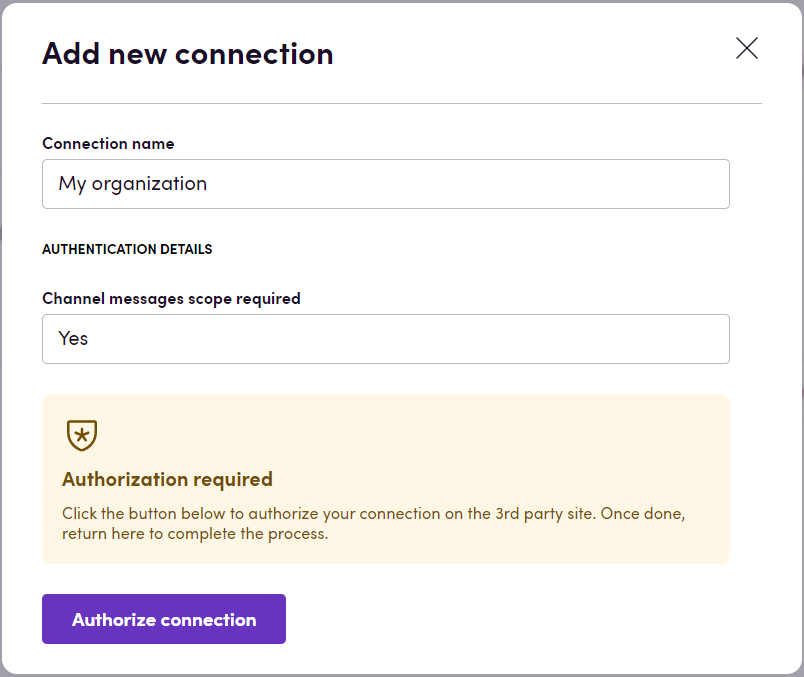 Add new connection
Connection name
My organization
AUTHENTICATION DETAILS
Channel messages scope required
Yes
Authorization required
Click the button below to authorize your connection on the 3rd party site. Once done,
return here to complete the process.
Authorize connection